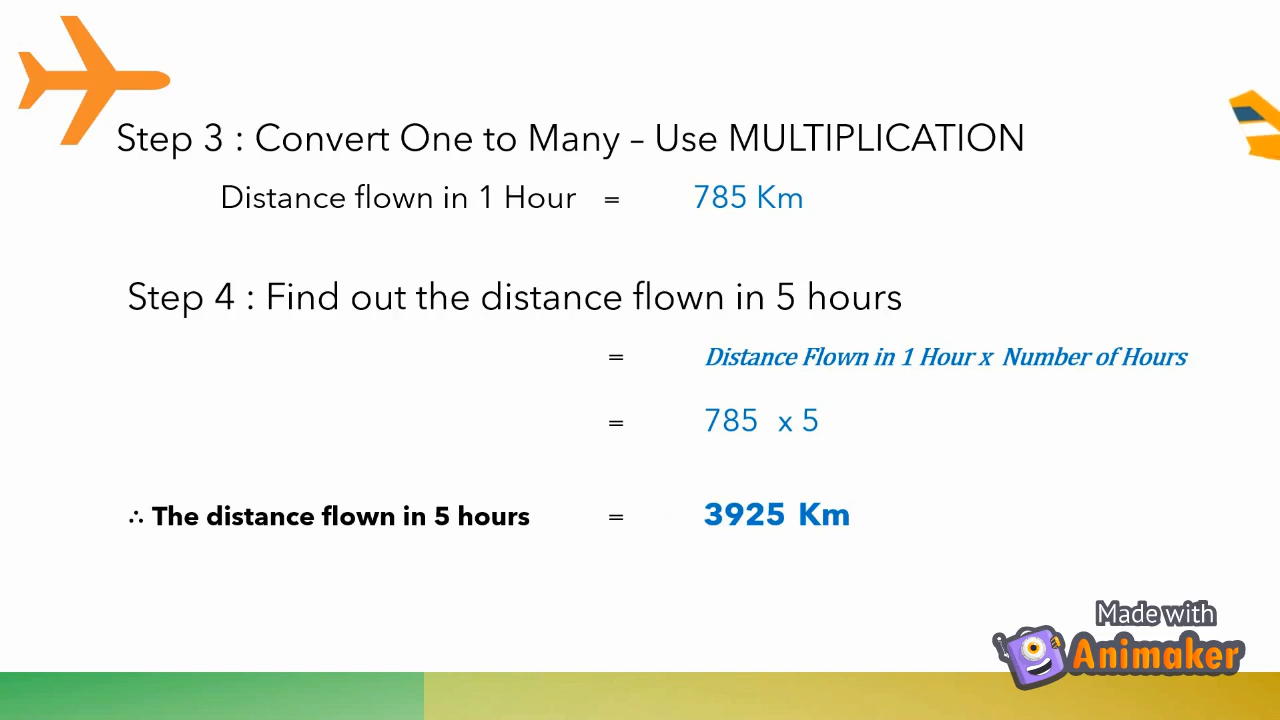 Step 3 : Convert One to Many – Use MULTIPLICATION
Distance flown in 1 Hour = 785 Km
Step 4 : Find out the distance flown in 5 hours
= Distance Flown in 1 Hour x Number of Hours
= 785 x 5
∴ The distance flown in 5 hours = 3925 Km
Made with
Animaker